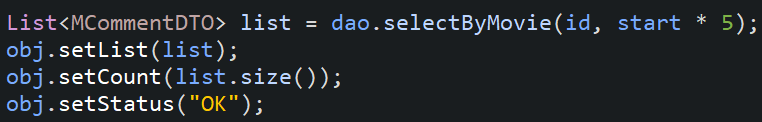 List<MCommentDTO> list = dao.selectByMovie(id, start * 5);
obj.setList(list);
obj.setCount(list.size());
obj.setStatus("OK");